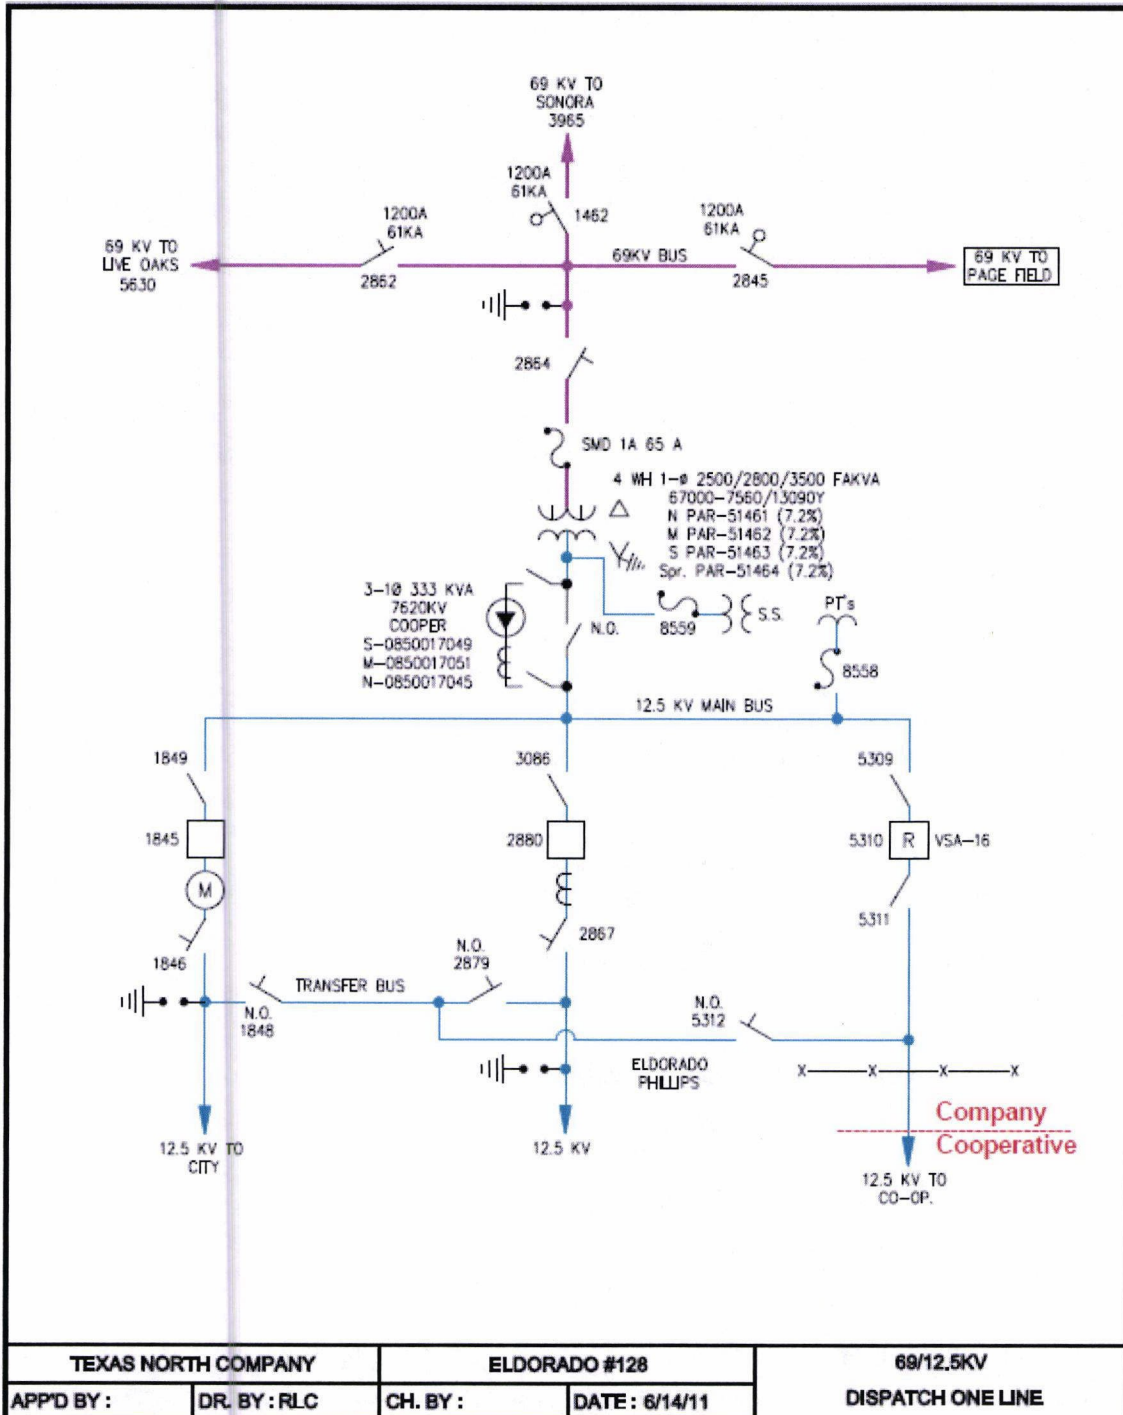 69 KV TO
SONORA
3965
1200A
61KA
1462
1200A
61KA
2862
1200A
61KA
2845
69KV BUS
69 KV TO
LIVE OAKS
5630
69 KV TO
PAGE FIELD
2864
SMD 1A 65 A
4 WH 1-ø 2500/2800/3500 FAKVA
67000-7560/13090Y
N PAR-51461 (7.2%)
M PAR-51462 (7.2%)
S PAR-51463 (7.2%)
Spr. PAR-51464 (7.2%)
3-1ø 333 KVA
7620KV
COOPER
S-0850017049
M-0850017051
N-0850017045
N.O.
8559
S.S.
PT's
8558
12.5 KV MAIN BUS
1849
3086
5309
1845
2880
5310
R
VSA-16
M
1846
2867
5311
N.O.
2879
TRANSFER BUS
N.O.
1848
N.O.
5312
ELDORADO
PHILLIPS
X
X
X
X
Company
Cooperative
12.5 KV TO
CITY
12.5 KV
12.5 KV TO
CO-OP.
TEXAS NORTH COMPANY
ELDORADO #128
69/12.5KV
APP'D BY :
DR. BY : RLC
CH. BY :
DATE : 6/14/11
DISPATCH ONE LINE